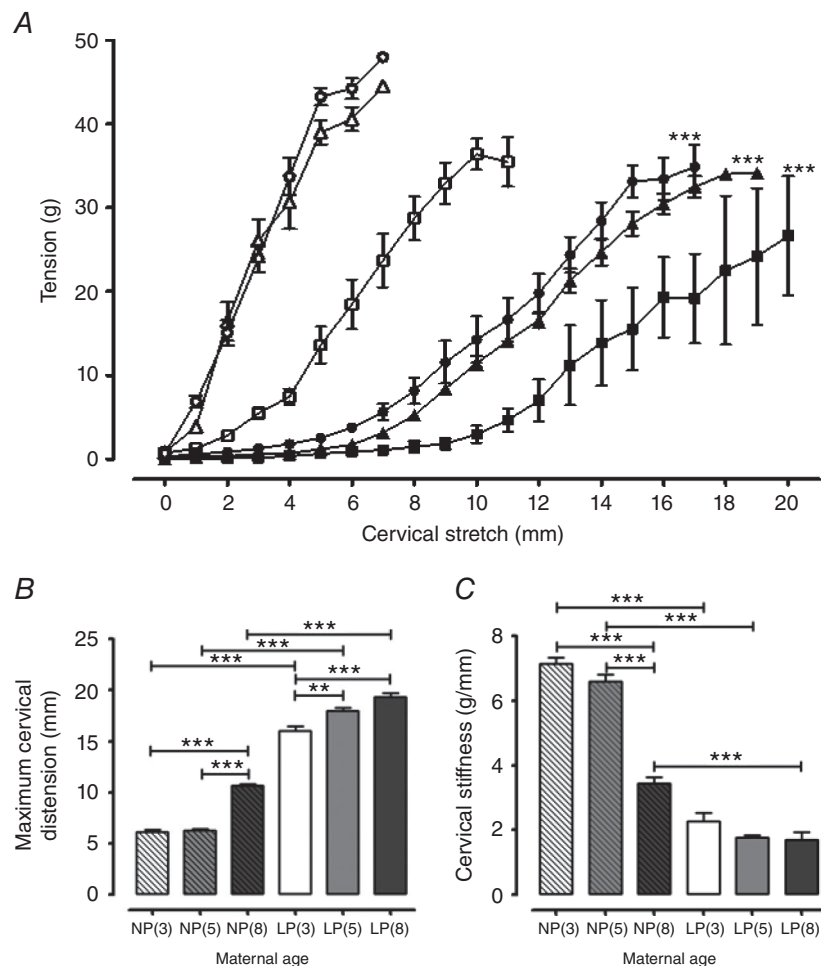 A
50
40
30
20
10
0
Tension (g)
***
***
***
0 2 4 6 8 10 12 14 16 18 20
Cervical stretch (mm)
B
25
20
15
10
5
0
Maximum cervical
distension (mm)
***
***
***
***
**
***
***
NP(3) NP(5) NP(8) LP(3) LP(5) LP(8)
Maternal age
C
8
6
4
2
0
Cervical stiffness (g/mm)
***
***
***
***
***
NP(3) NP(5) NP(8) LP(3) LP(5) LP(8)
Maternal age